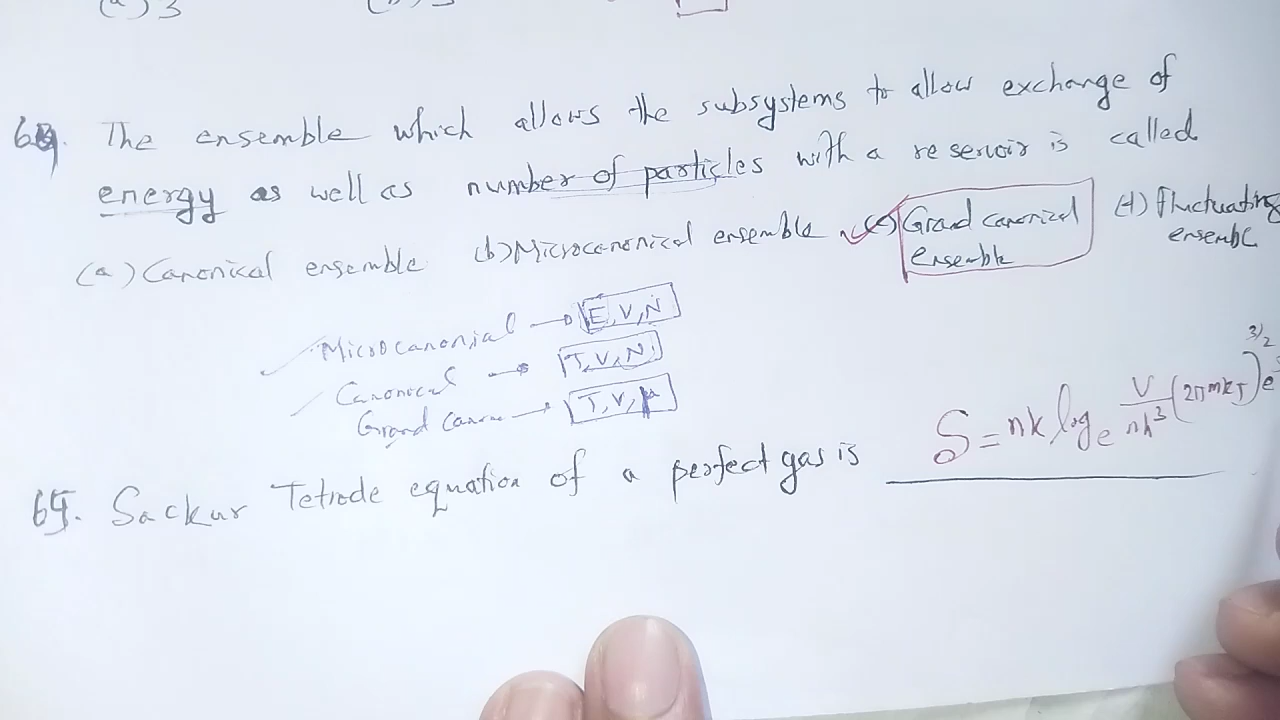 (a) 3
The ensemble which allows the subsystems to allow exchange of
energy as well as number of particles with a reservoir is called
(a) Canonical ensemble (b) Microcanonical ensemble (c) Grand canonical ensemble (d) Fluctuating ensemble
Microcanonical → E, V, N
Canonical → T, V, N
Grand canon → T, V, μ
S = nk log_e V/nh³ (2πmkT)^3/2 e
65. Sackur Tetrode equation of a perfect gas is